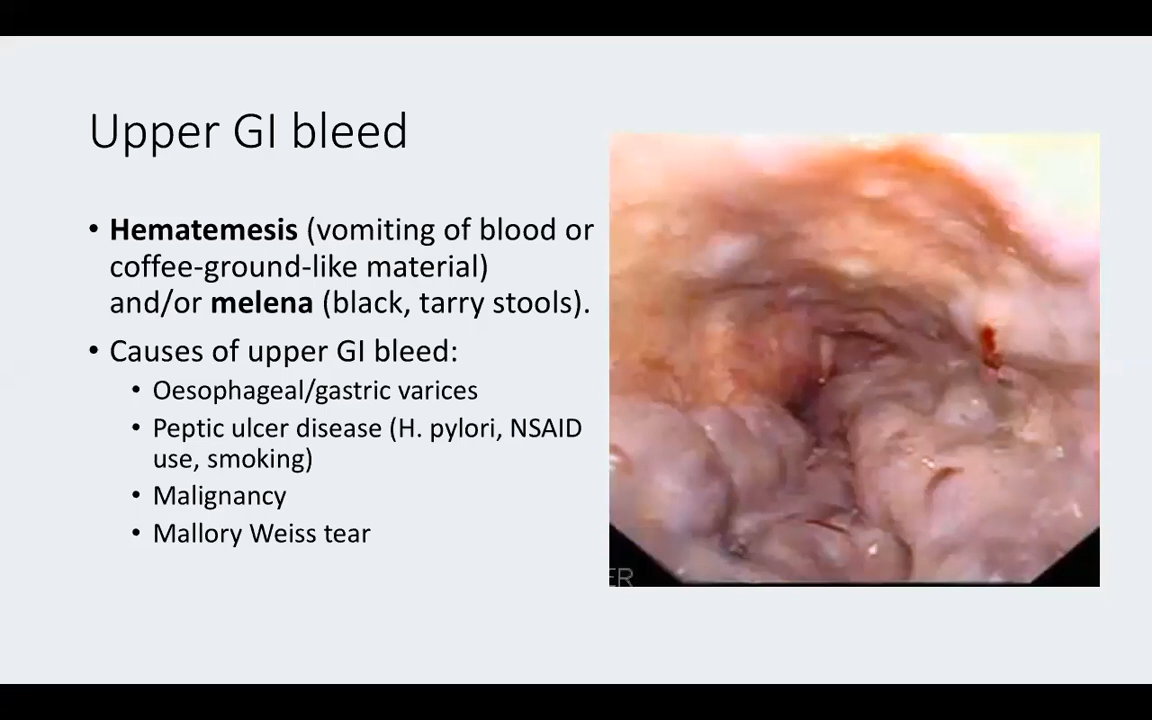 Upper GI bleed
• Hematemesis (vomiting of blood or
coffee-ground-like material)
and/or melena (black, tarry stools).
• Causes of upper GI bleed:
• Oesophageal/gastric varices
• Peptic ulcer disease (H. pylori, NSAID
use, smoking)
• Malignancy
• Mallory Weiss tear
ER